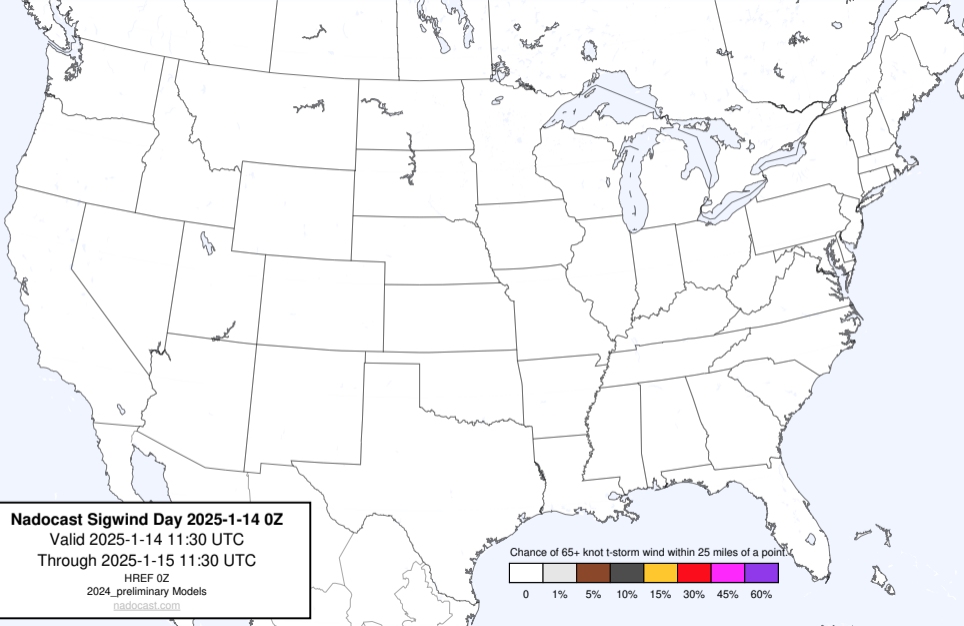 Nadocast Sigwind Day 2025-1-14 0Z
Valid 2025-1-14 11:30 UTC
Through 2025-1-15 11:30 UTC
HREF 0Z
2024_preliminary Models
nadocast.com
Chance of 65+ knot t-storm wind within 25 miles of a point.
0 1% 5% 10% 15% 30% 45% 60%